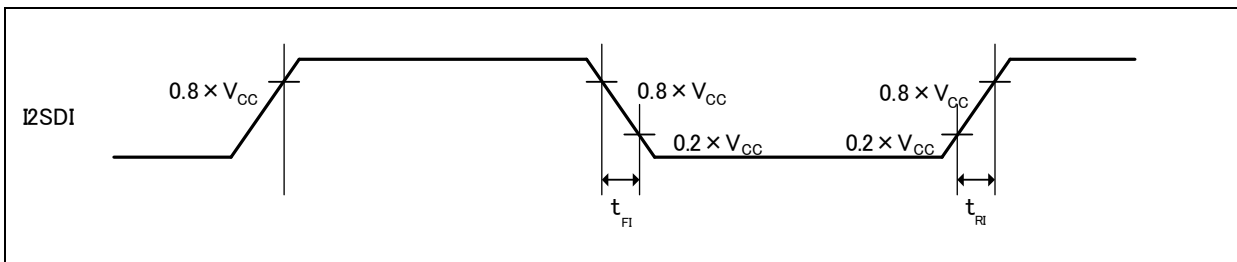 I2SDI
0.8 × VCC
0.8 × VCC
0.2 × VCC
0.8 × VCC
0.2 × VCC
tFI
tRI